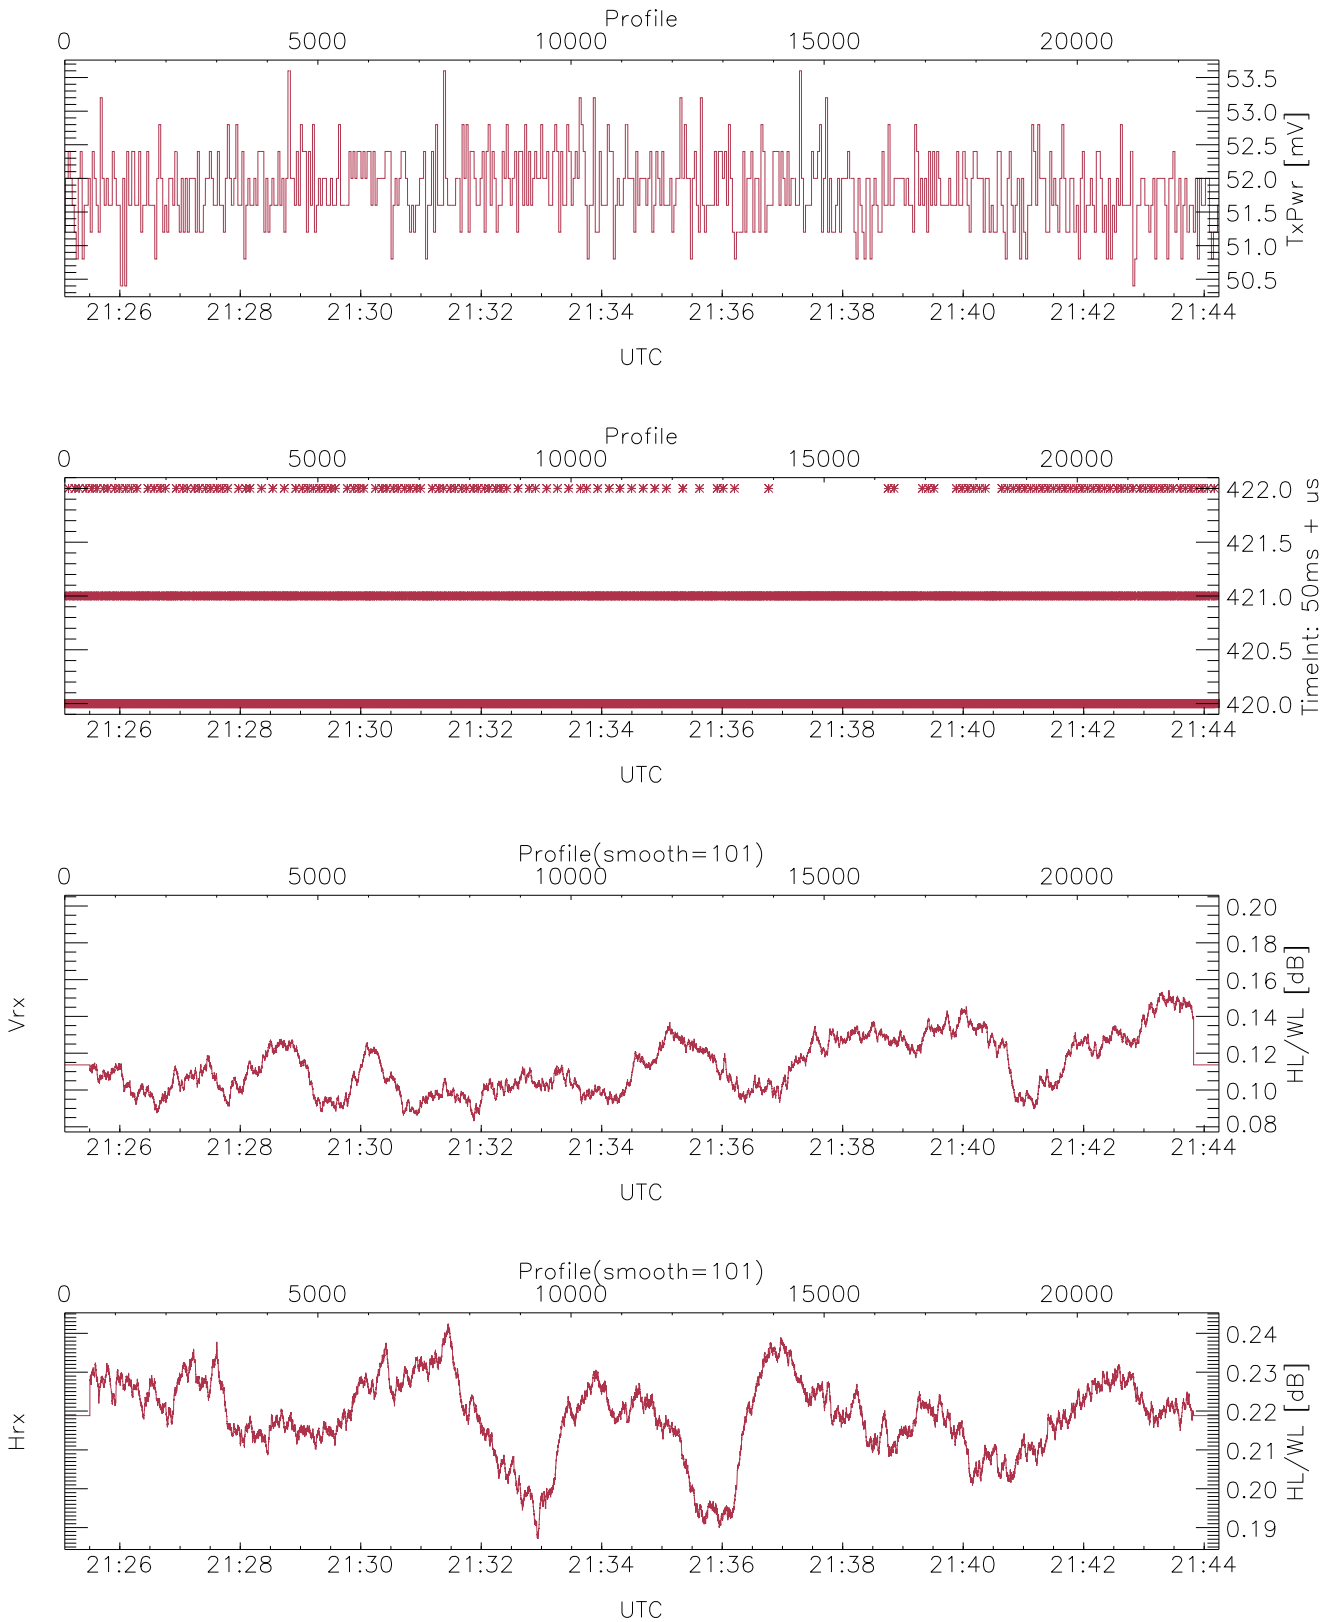 Profile
0 5000 10000 15000 20000
53.5
53.0
52.5
52.0
51.5
51.0
50.5
TxPwr [mV]
21:26 21:28 21:30 21:32 21:34 21:36 21:38 21:40 21:42 21:44
UTC
Profile
0 5000 10000 15000 20000
422.0
421.5
421.0
420.5
420.0
TimeInt: 50ms + us
21:26 21:28 21:30 21:32 21:34 21:36 21:38 21:40 21:42 21:44
UTC
Profile(smooth=101)
0 5000 10000 15000 20000
Vrx
0.20
0.18
0.16
0.14
0.12
0.10
0.08
HL/WL [dB]
21:26 21:28 21:30 21:32 21:34 21:36 21:38 21:40 21:42 21:44
UTC
Profile(smooth=101)
0 5000 10000 15000 20000
Hrx
0.24
0.23
0.22
0.21
0.20
0.19
HL/WL [dB]
21:26 21:28 21:30 21:32 21:34 21:36 21:38 21:40 21:42 21:44
UTC